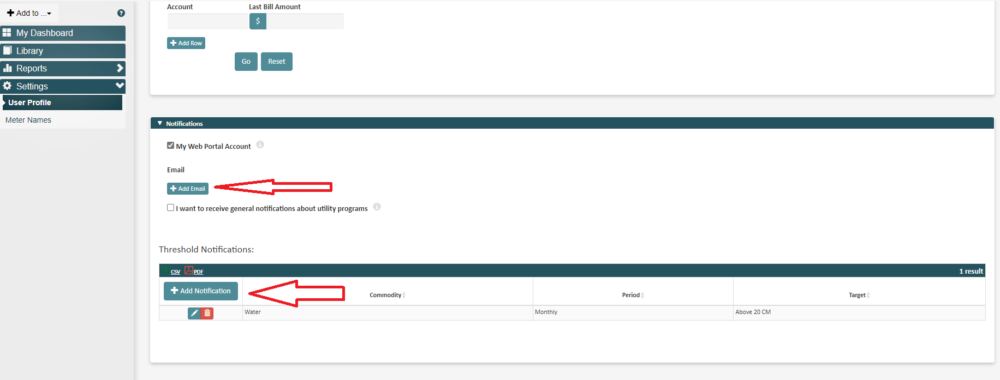 Add to ...
My Dashboard
Library
Reports
Settings
User Profile
Meter Names
Account Last Bill Amount
$
Add Row
Go Reset
Notifications
My Web Portal Account
Email
Add Email
I want to receive general notifications about utility programs
Threshold Notifications:
CSV PDF 1 result
Add Notification Commodity Period Target
Water Monthly Above 20 CM